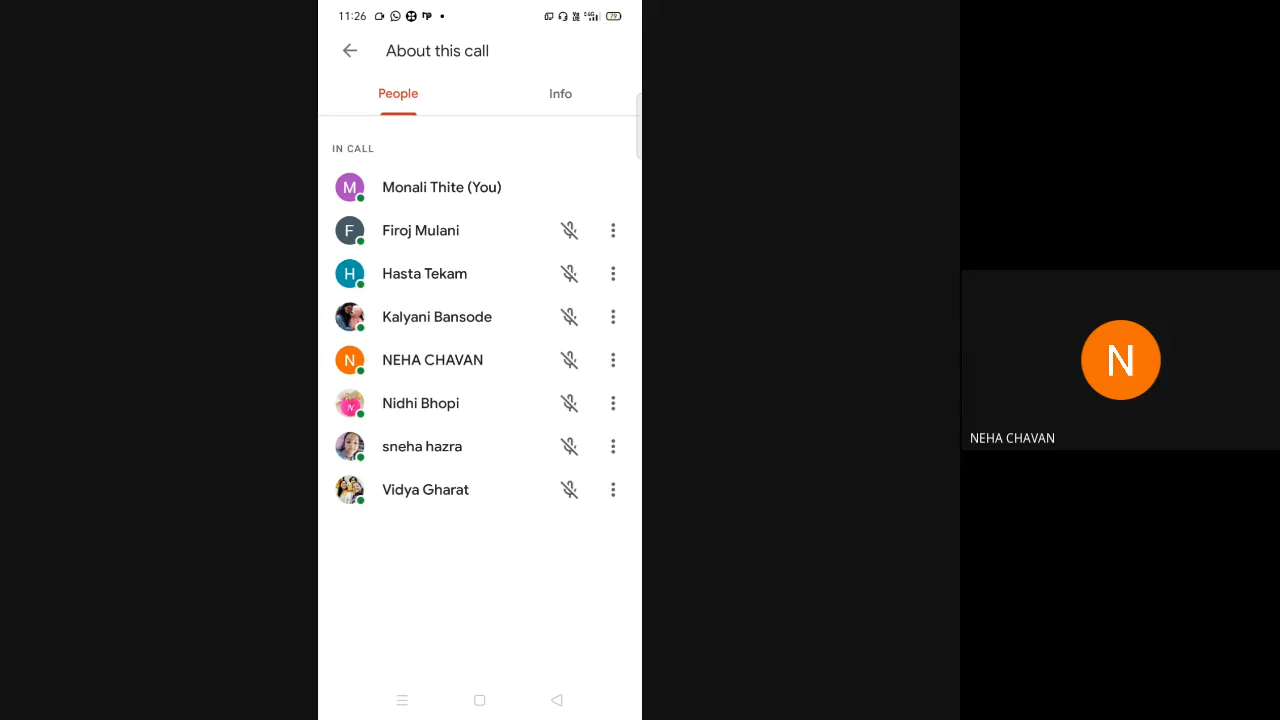 11:26
About this call
People
Info
IN CALL
M
Monali Thite (You)
F
Firoj Mulani
H
Hasta Tekam
Kalyani Bansode
N
NEHA CHAVAN
N
Nidhi Bhopi
sneha hazra
Vidya Gharat
N
NEHA CHAVAN